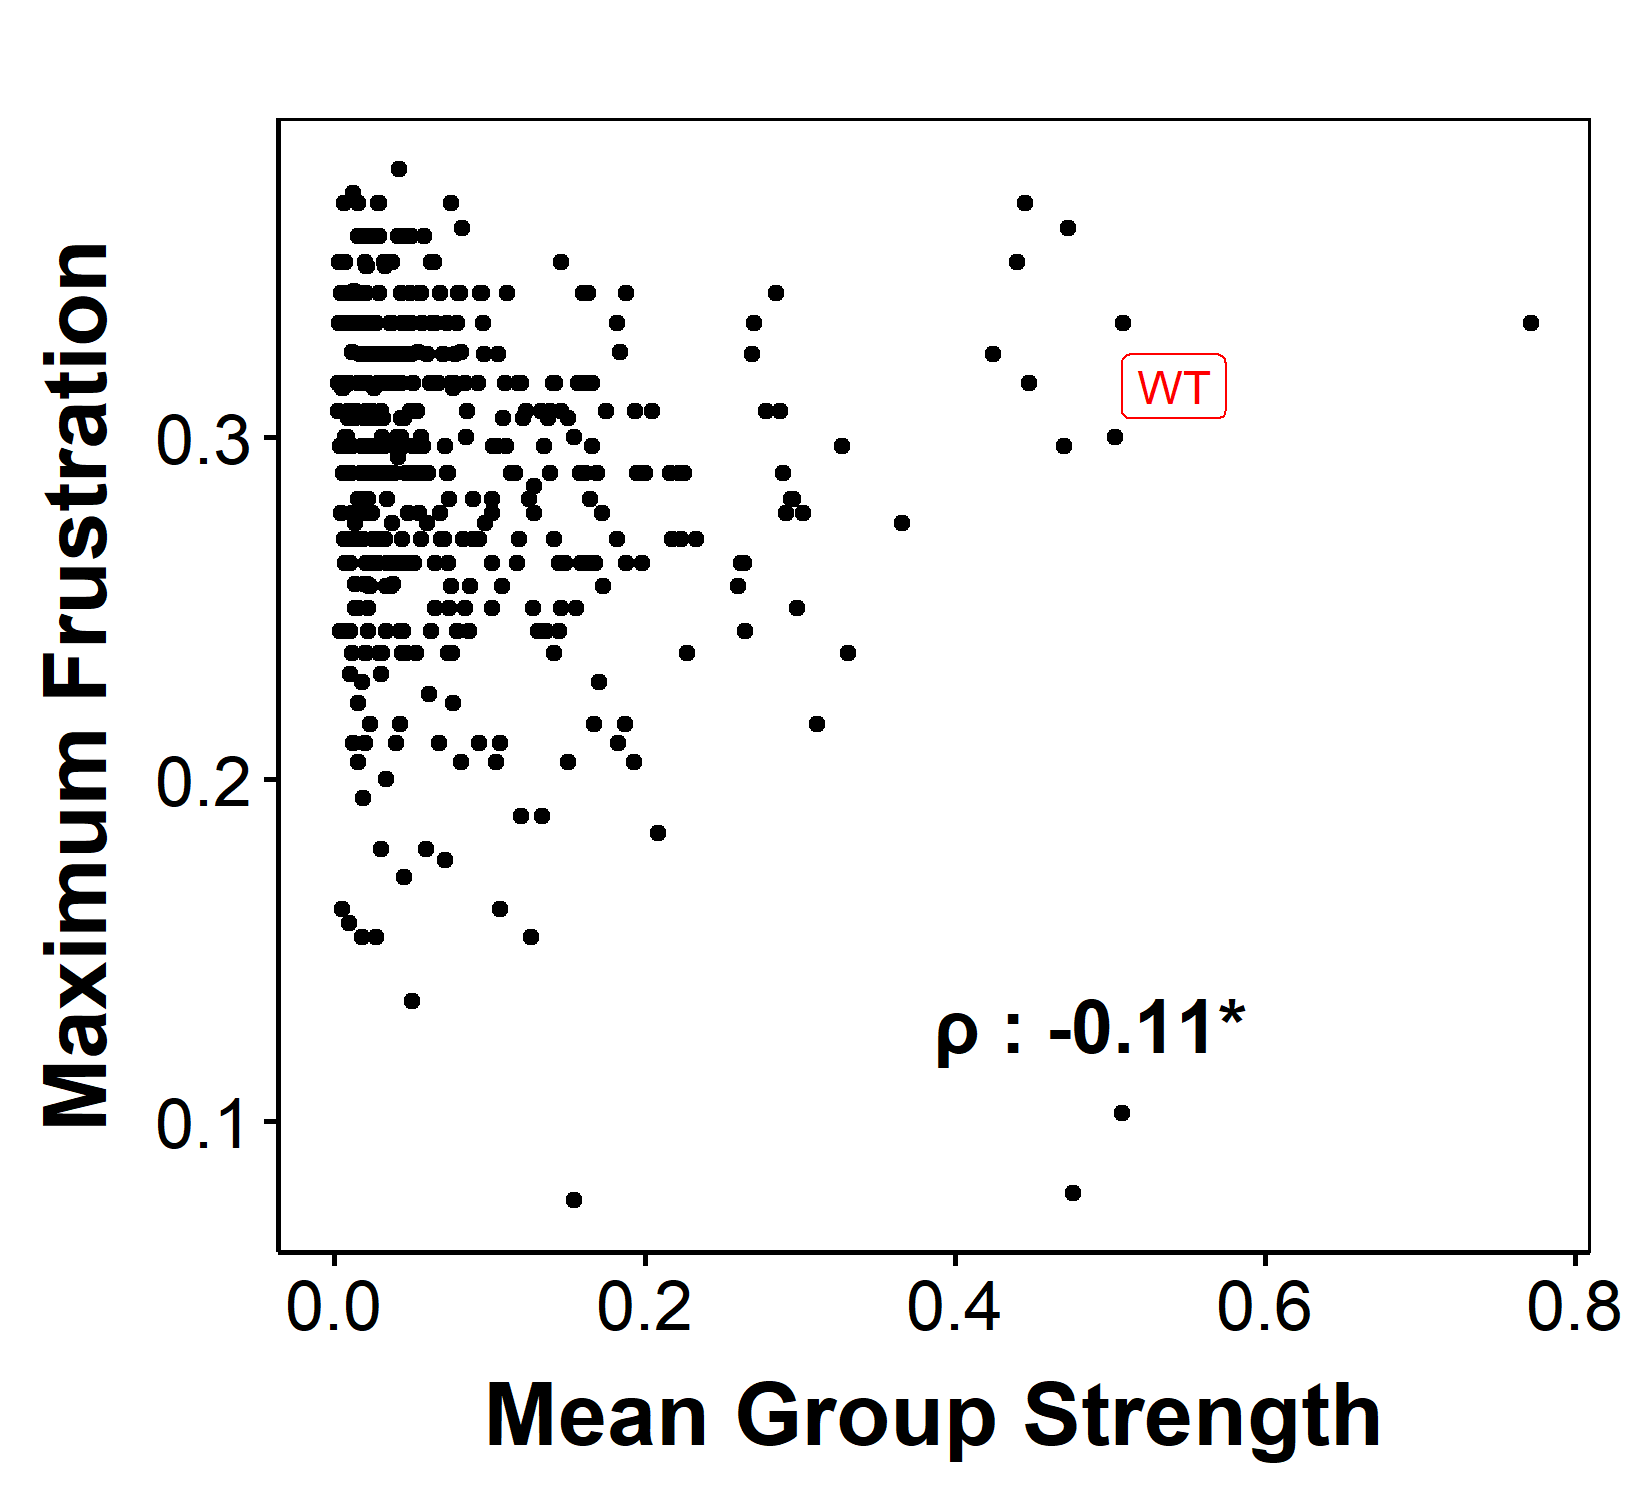 Maximum Frustration
0.3
0.2
0.1
WT
ρ : -0.11*
0.0 0.2 0.4 0.6 0.8
Mean Group Strength